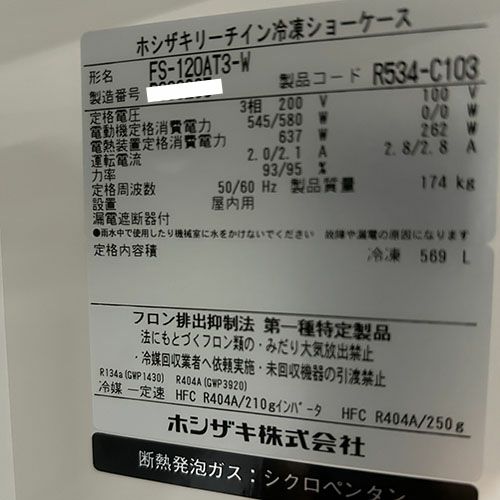 ホシザキリーチイン冷凍ショーケース
形名 FS-120AT3-W
製品コード R534-C103
製造番号
定格電圧 3相 200 V 100 V
電動機定格消費電力 545/580 W 0/0 W
電熱装置定格消費電力 637 W 262 W
運転電流 2.0/2.1 A 2.8/2.8 A
力率 93/95 %
定格周波数 50/60 Hz 製品質量 174 kg
設置 屋内用
漏電遮断器付
●雨水中で使用したり機械室に水をかけないでください 故障や漏電の原因になります
定格内容積 冷凍 569 L
フロン排出抑制法 第一種特定製品
法にもとづくフロン類の・みだり大気放出禁止
・冷媒回収業者へ依頼実施・未回収機器の引渡禁止
R134a(GWP1430) R404A(GWP3920)
冷媒 一定速 HFC R404A/210gインバータ HFC R404A/250g
ホシザキ株式会社
断熱発泡ガス:シクロペンタン